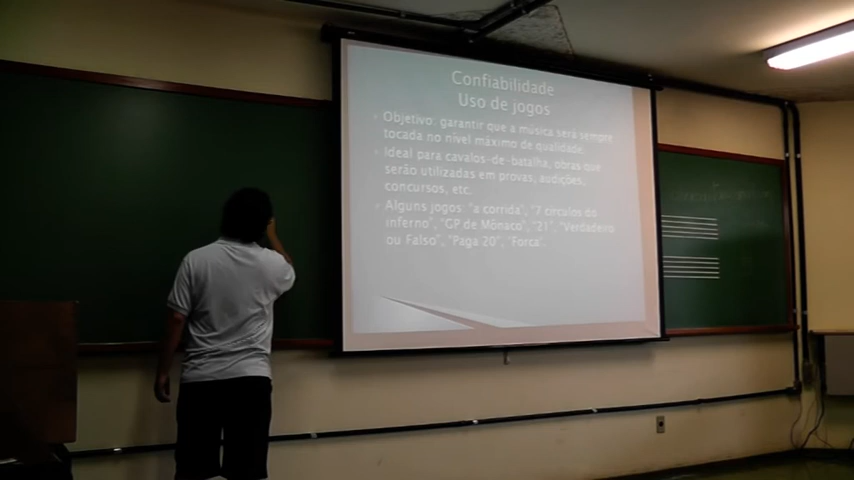 Confiabilidade
Uso de jogos
Objetivo: garantir que a música será sempre
tocada no nível máximo de qualidade.
Ideal para cavalos-de-batalha, obras que
serão utilizadas em provas, audições,
concursos, etc.
Alguns jogos: "a corrida", "7 círculos do
inferno", "GP de Mônaco", "21", "Verdadeiro
ou Falso", "Paga 20", "Forca".